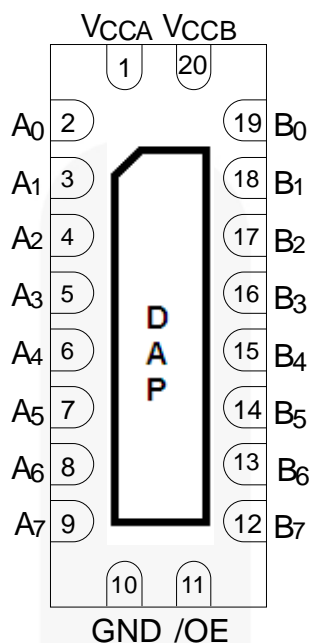 VCCA VCCB
1 20
A0 2 19 B0
A1 3 18 B1
A2 4 17 B2
A3 5 16 B3
A4 6 15 B4
A5 7 14 B5
A6 8 13 B6
A7 9 12 B7
D
A
P
10 11
GND /OE